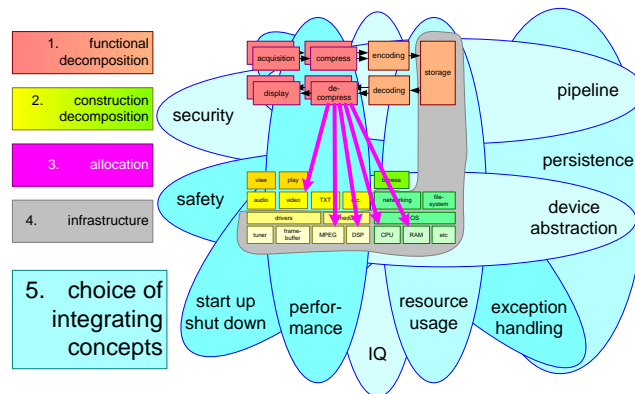 1. functional
decomposition
2. construction
decomposition
3. allocation
4. infrastructure
5. choice of
integrating
concepts
acquisition
compress
encoding
storage
display
de-
compress
decoding
pipeline
security
persistence
safety
device
abstraction
view
play
browse
audio
video
TXT
networking
file-
system
drivers
OS
tuner
frame-
buffer
MPEG
DSP
CPU
RAM
etc
start up
shut down
perfor-
mance
IQ
resource
usage
exception
handling